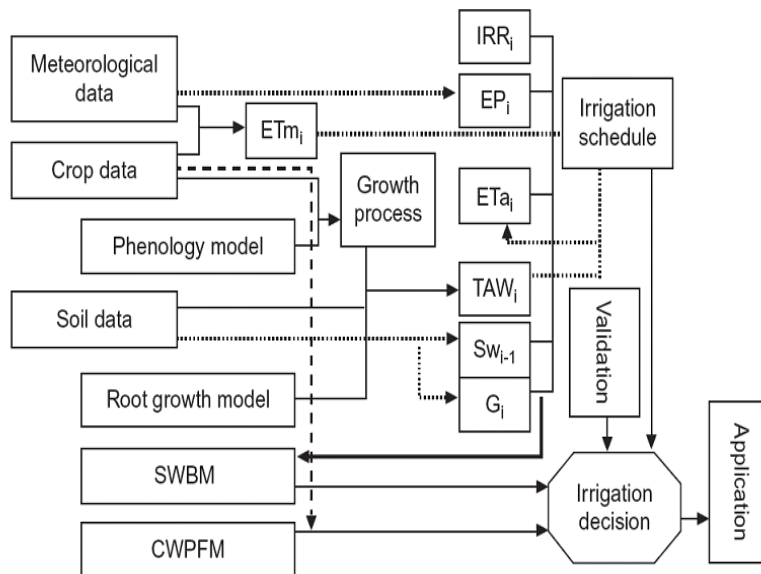 IRRi
Meteorological
data
EPi
Irrigation
schedule
ETmi
Crop data
Growth
process
ETai
Phenology model
TAWi
Soil data
Validation
Swi-1
Root growth model
Gi
Application
SWBM
Irrigation
decision
CWPFM